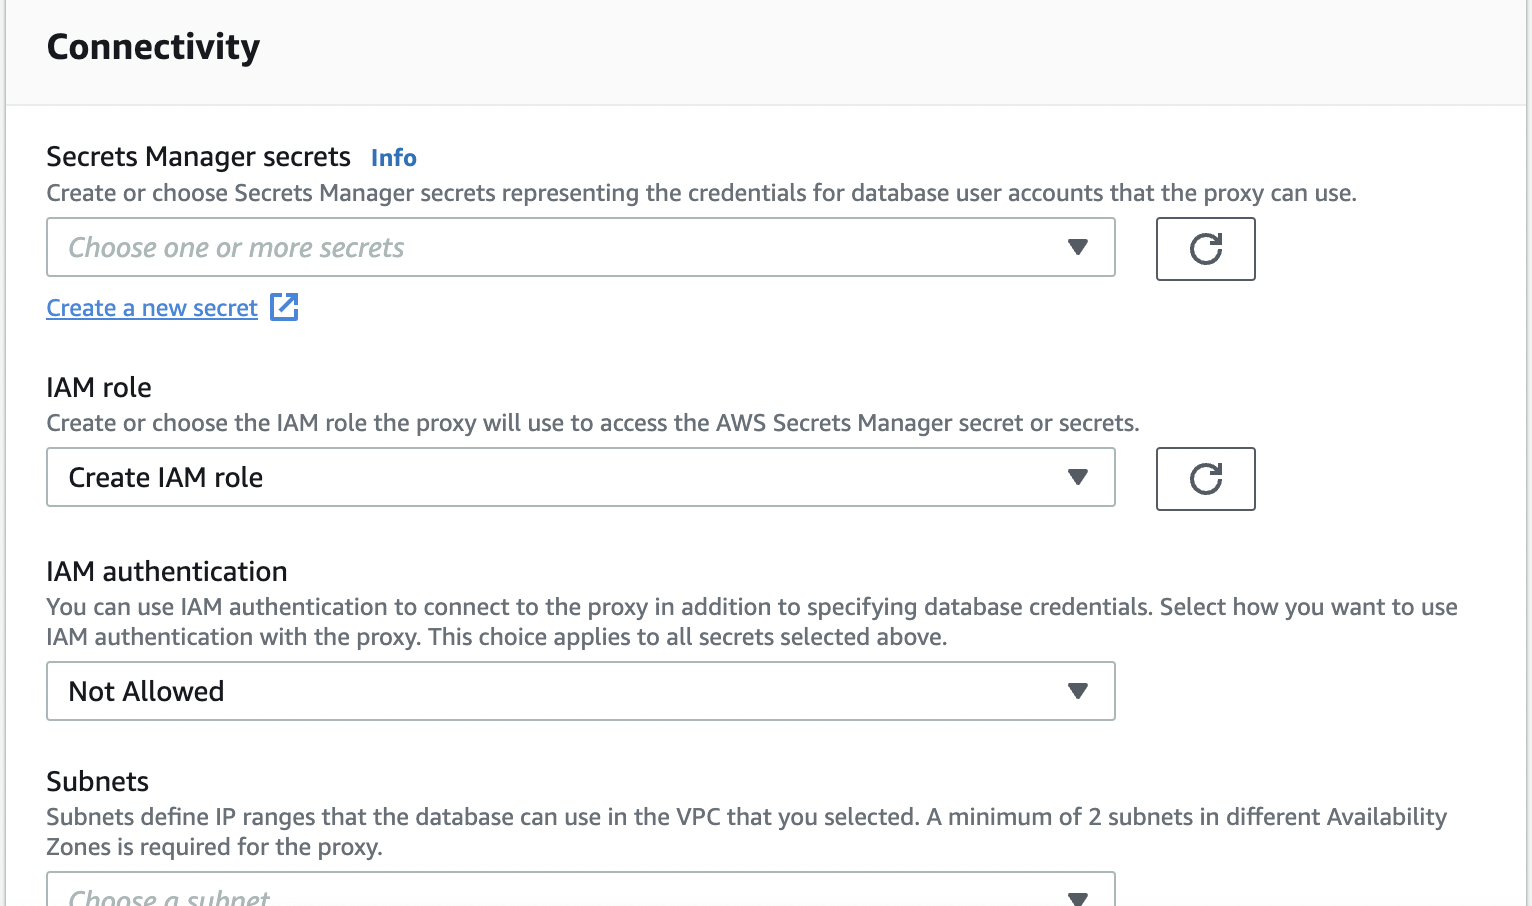 Connectivity
Secrets Manager secrets Info
Create or choose Secrets Manager secrets representing the credentials for database user accounts that the proxy can use.
Choose one or more secrets
Create a new secret
IAM role
Create or choose the IAM role the proxy will use to access the AWS Secrets Manager secret or secrets.
Create IAM role
IAM authentication
You can use IAM authentication to connect to the proxy in addition to specifying database credentials. Select how you want to use
IAM authentication with the proxy. This choice applies to all secrets selected above.
Not Allowed
Subnets
Subnets define IP ranges that the database can use in the VPC that you selected. A minimum of 2 subnets in different Availability
Zones is required for the proxy.
Choose a subnet